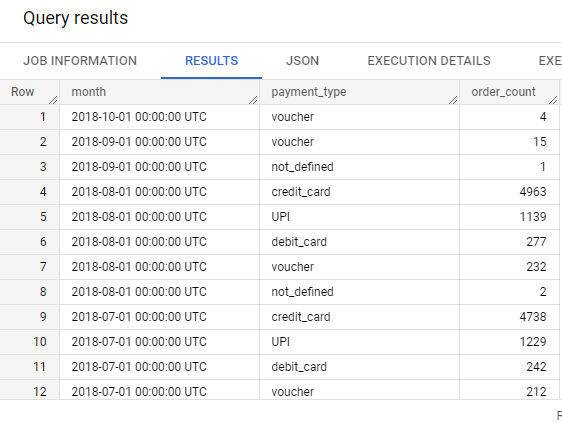 Query results
JOB INFORMATION RESULTS JSON EXECUTION DETAILS EXE
Row month payment_type order_count
1 2018-10-01 00:00:00 UTC voucher 4
2 2018-09-01 00:00:00 UTC voucher 15
3 2018-09-01 00:00:00 UTC not_defined 1
4 2018-08-01 00:00:00 UTC credit_card 4963
5 2018-08-01 00:00:00 UTC UPI 1139
6 2018-08-01 00:00:00 UTC debit_card 277
7 2018-08-01 00:00:00 UTC voucher 232
8 2018-08-01 00:00:00 UTC not_defined 2
9 2018-07-01 00:00:00 UTC credit_card 4738
10 2018-07-01 00:00:00 UTC UPI 1229
11 2018-07-01 00:00:00 UTC debit_card 242
12 2018-07-01 00:00:00 UTC voucher 212